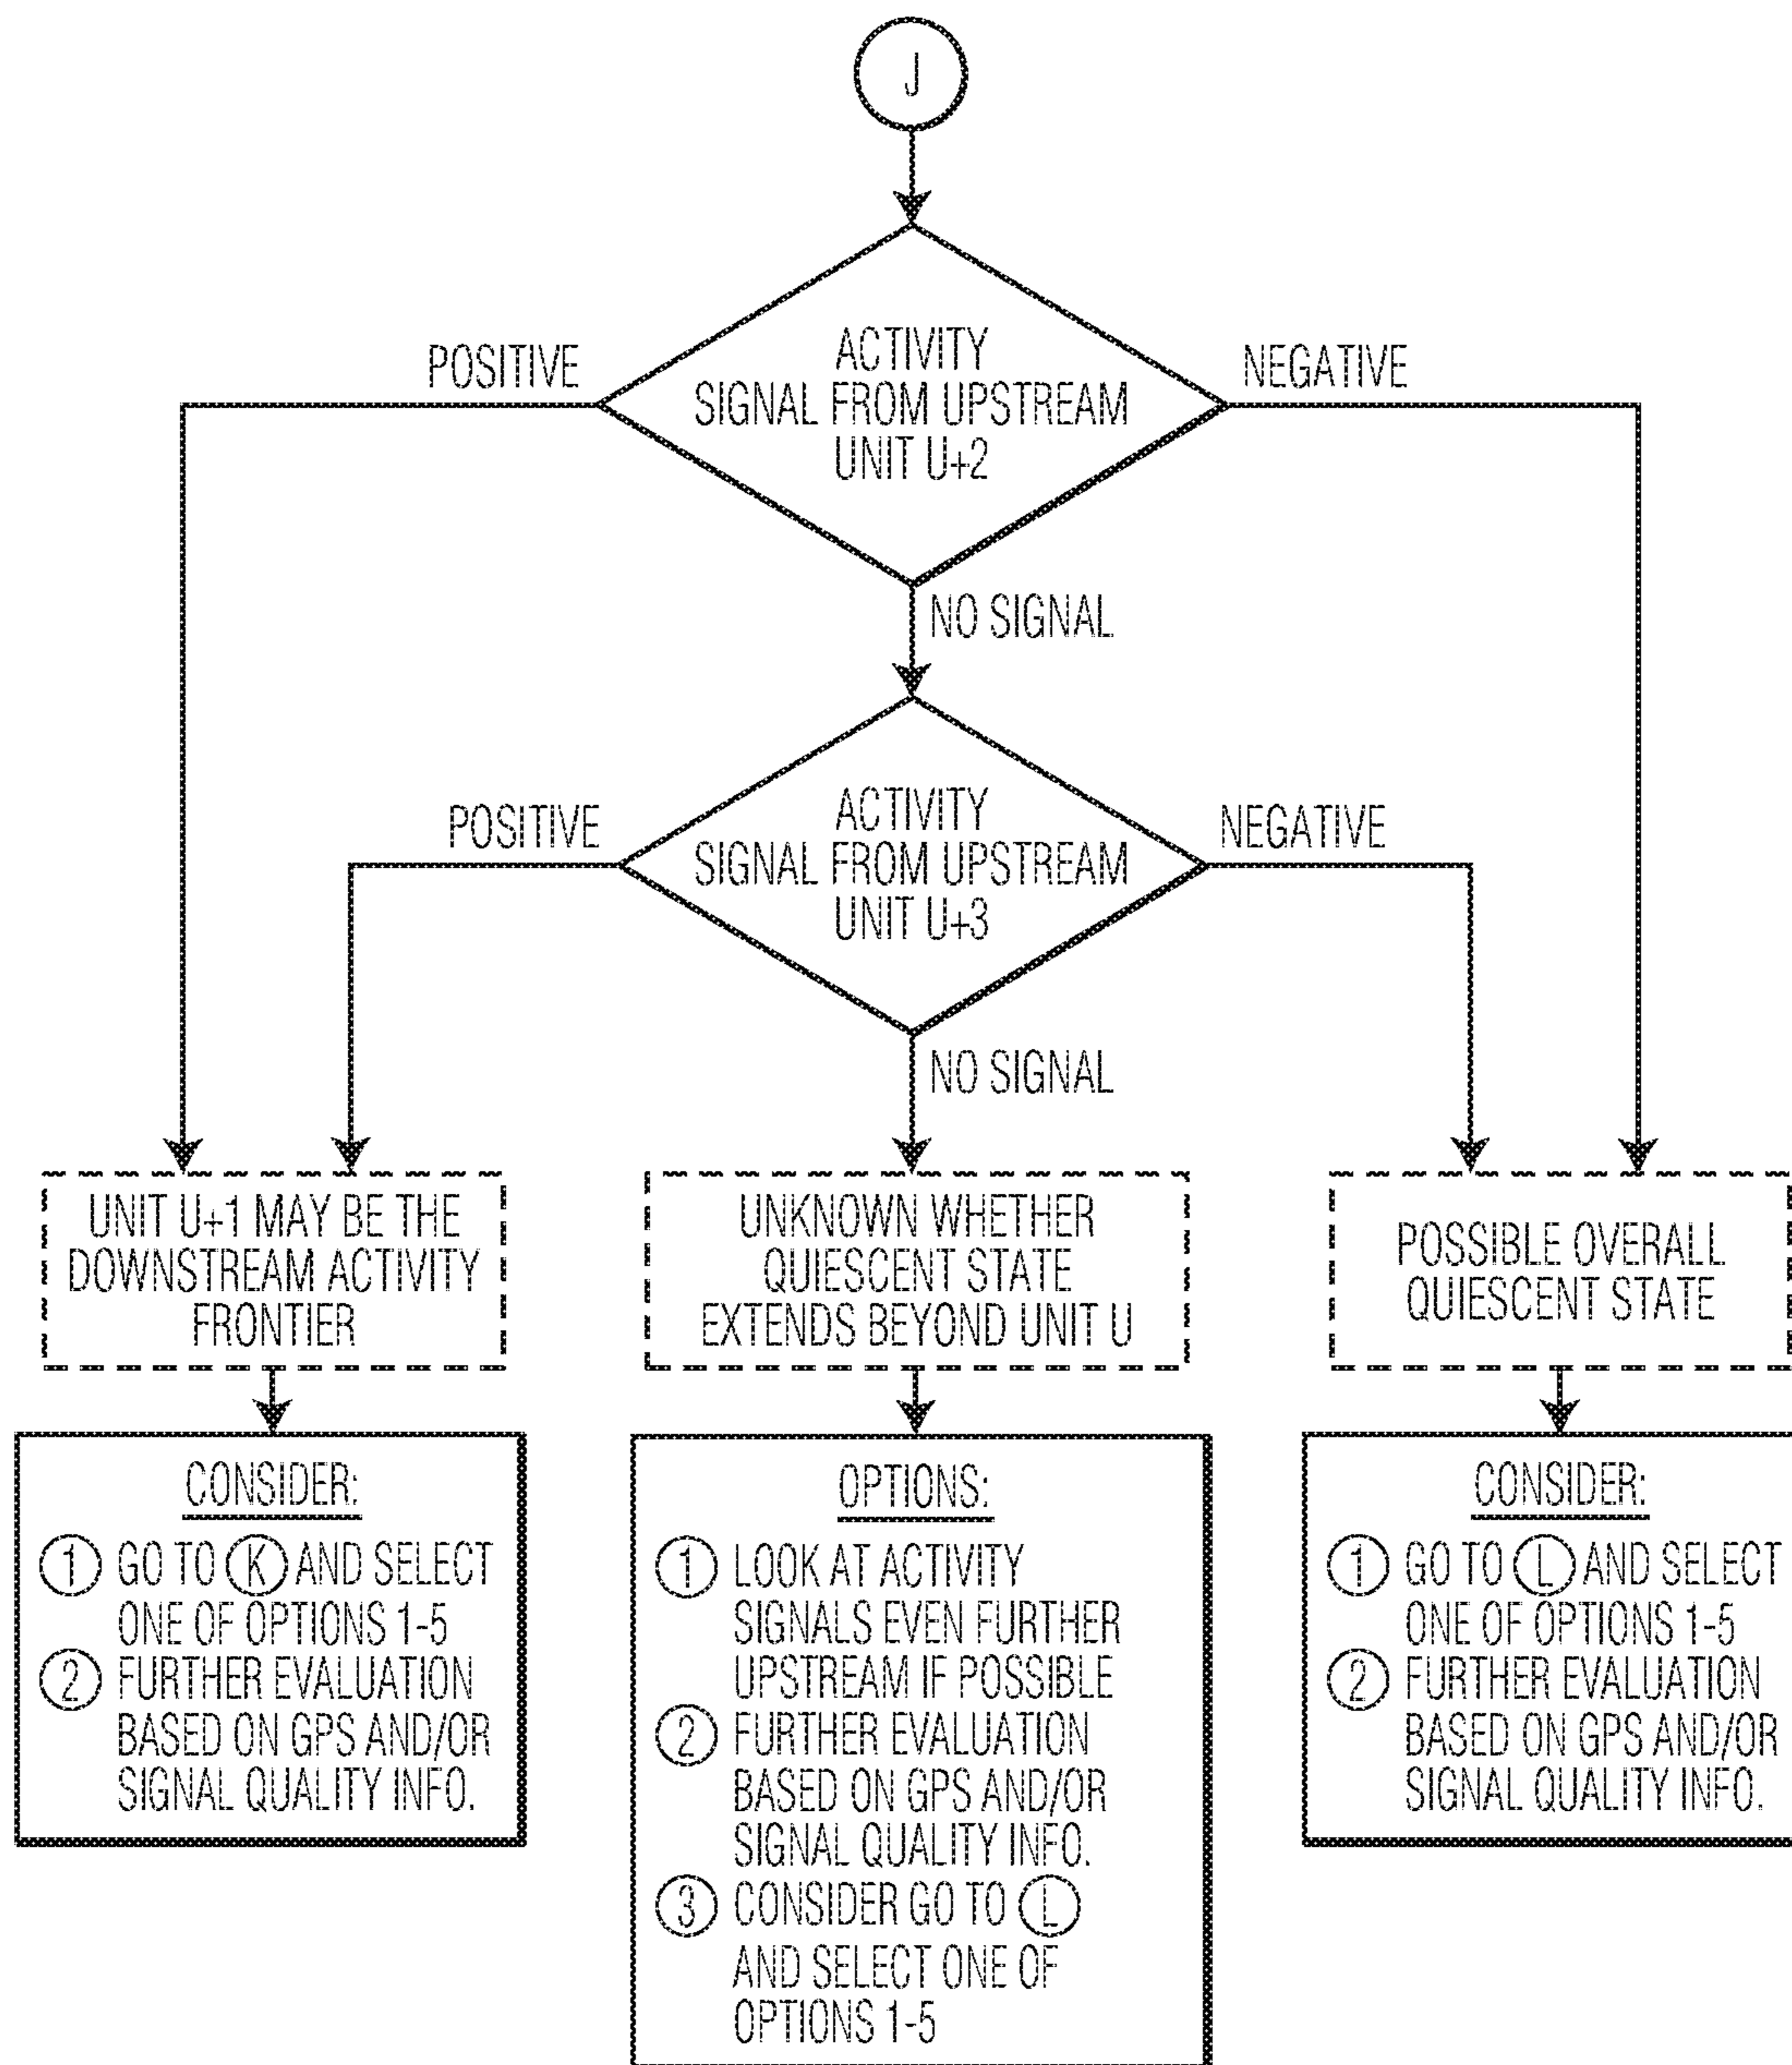 J
ACTIVITY
SIGNAL FROM UPSTREAM
UNIT U+2
POSITIVE
NEGATIVE
NO SIGNAL
ACTIVITY
SIGNAL FROM UPSTREAM
UNIT U+3
POSITIVE
NEGATIVE
NO SIGNAL
UNIT U+1 MAY BE THE
DOWNSTREAM ACTIVITY
FRONTIER
UNKNOWN WHETHER
QUIESCENT STATE
EXTENDS BEYOND UNIT U
POSSIBLE OVERALL
QUIESCENT STATE
CONSIDER:
1 GO TO K AND SELECT
ONE OF OPTIONS 1-5
2 FURTHER EVALUATION
BASED ON GPS AND/OR
SIGNAL QUALITY INFO.
OPTIONS:
1 LOOK AT ACTIVITY
SIGNALS EVEN FURTHER
UPSTREAM IF POSSIBLE
2 FURTHER EVALUATION
BASED ON GPS AND/OR
SIGNAL QUALITY INFO.
3 CONSIDER GO TO L
AND SELECT ONE OF
OPTIONS 1-5
CONSIDER:
1 GO TO L AND SELECT
ONE OF OPTIONS 1-5
2 FURTHER EVALUATION
BASED ON GPS AND/OR
SIGNAL QUALITY INFO.